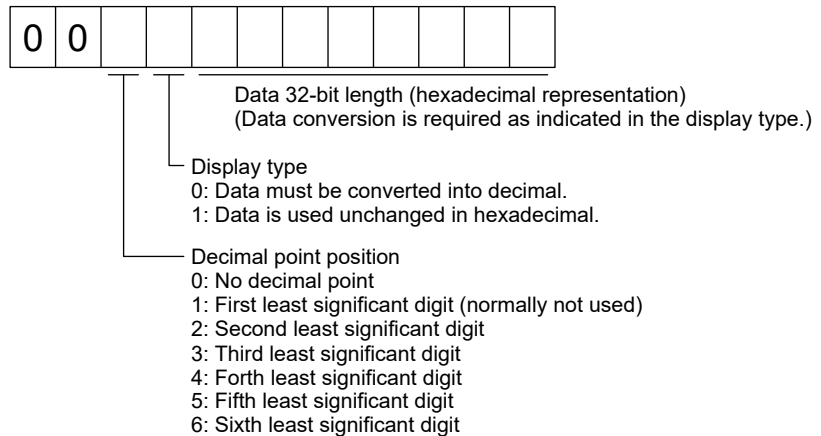 0 0
Data 32-bit length (hexadecimal representation)
(Data conversion is required as indicated in the display type.)
Display type
0: Data must be converted into decimal.
1: Data is used unchanged in hexadecimal.
Decimal point position
0: No decimal point
1: First least significant digit (normally not used)
2: Second least significant digit
3: Third least significant digit
4: Forth least significant digit
5: Fifth least significant digit
6: Sixth least significant digit